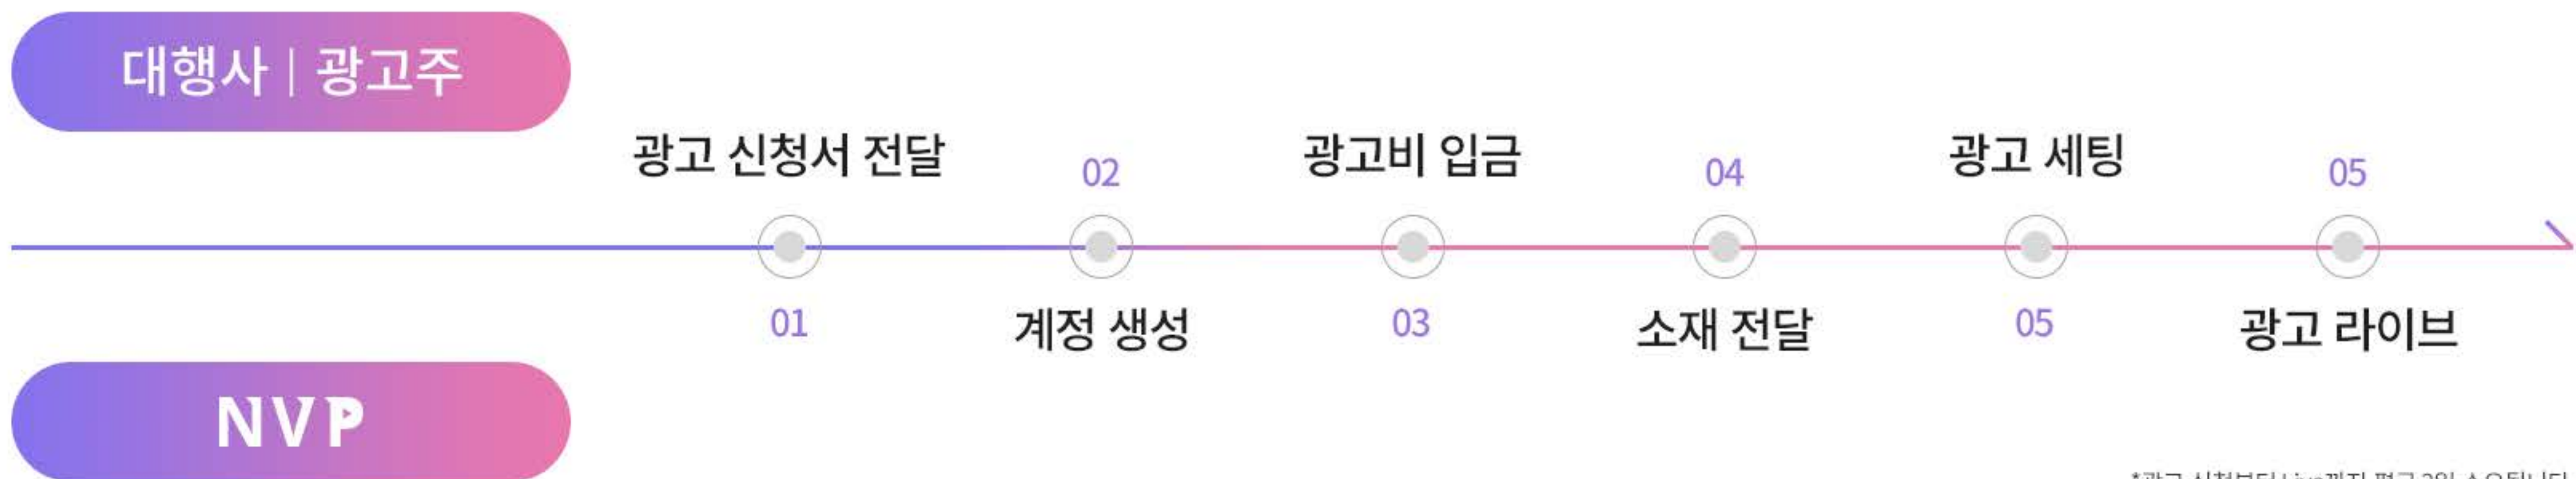 대행사 | 광고주
광고 신청서 전달
02
광고비 입금
04
광고 세팅
05
01
계정 생성
03
소재 전달
05
광고 라이브
NVP